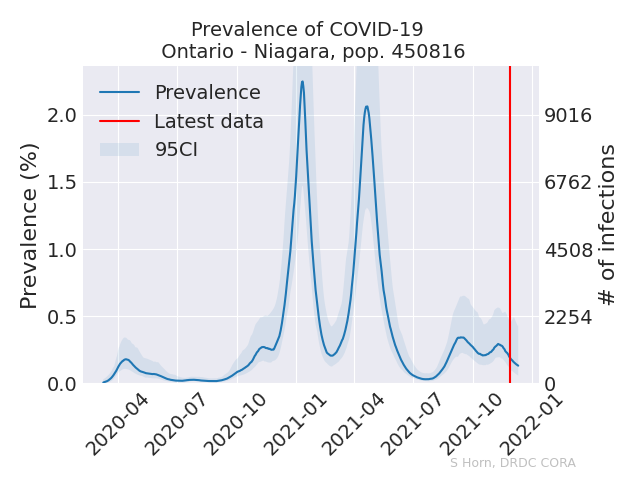 Prevalence of COVID-19
Ontario - Niagara, pop. 450816
Prevalence
Latest data
95CI
Prevalence (%)
2.0
1.5
1.0
0.5
0.0
9016
6762
4508
2254
0
# of infections
2020-04
2020-07
2020-10
2021-01
2021-04
2021-07
2021-10
2022-01
S Horn, DRDC CORA